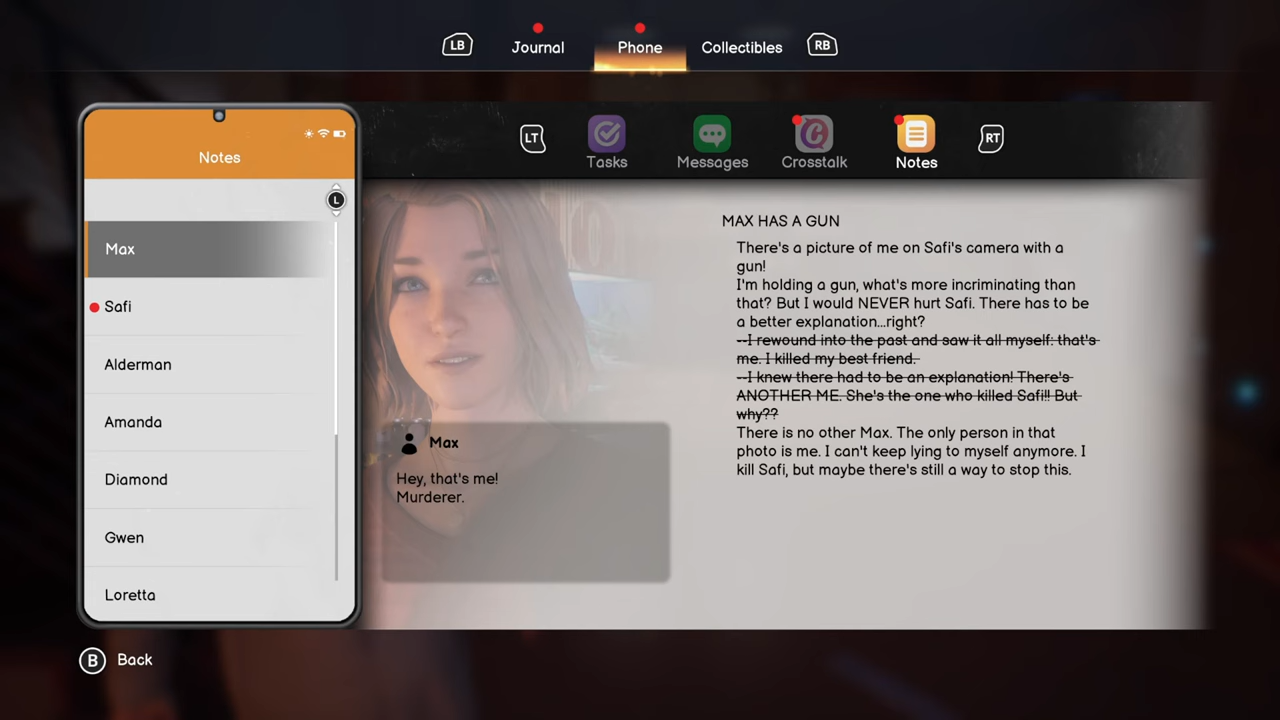 LB
Journal
Phone
Collectibles
RB
Notes
L
Max
Safi
Alderman
Amanda
Diamond
Gwen
Loretta
LT
Tasks
Messages
Crosstalk
Notes
RT
Max
Hey, that's me!
Murderer.
MAX HAS A GUN
There's a picture of me on Safi's camera with a
gun!
I'm holding a gun, what's more incriminating than
that? But I would NEVER hurt Safi. There has to be
a better explanation...right?
--I rewound into the past and saw it all myself: that's
me. I killed my best friend.
--I knew there had to be an explanation! There's
ANOTHER ME. She's the one who killed Safi!! But
why??
There is no other Max. The only person in that
photo is me. I can't keep lying to myself anymore. I
kill Safi, but maybe there's still a way to stop this.
B Back